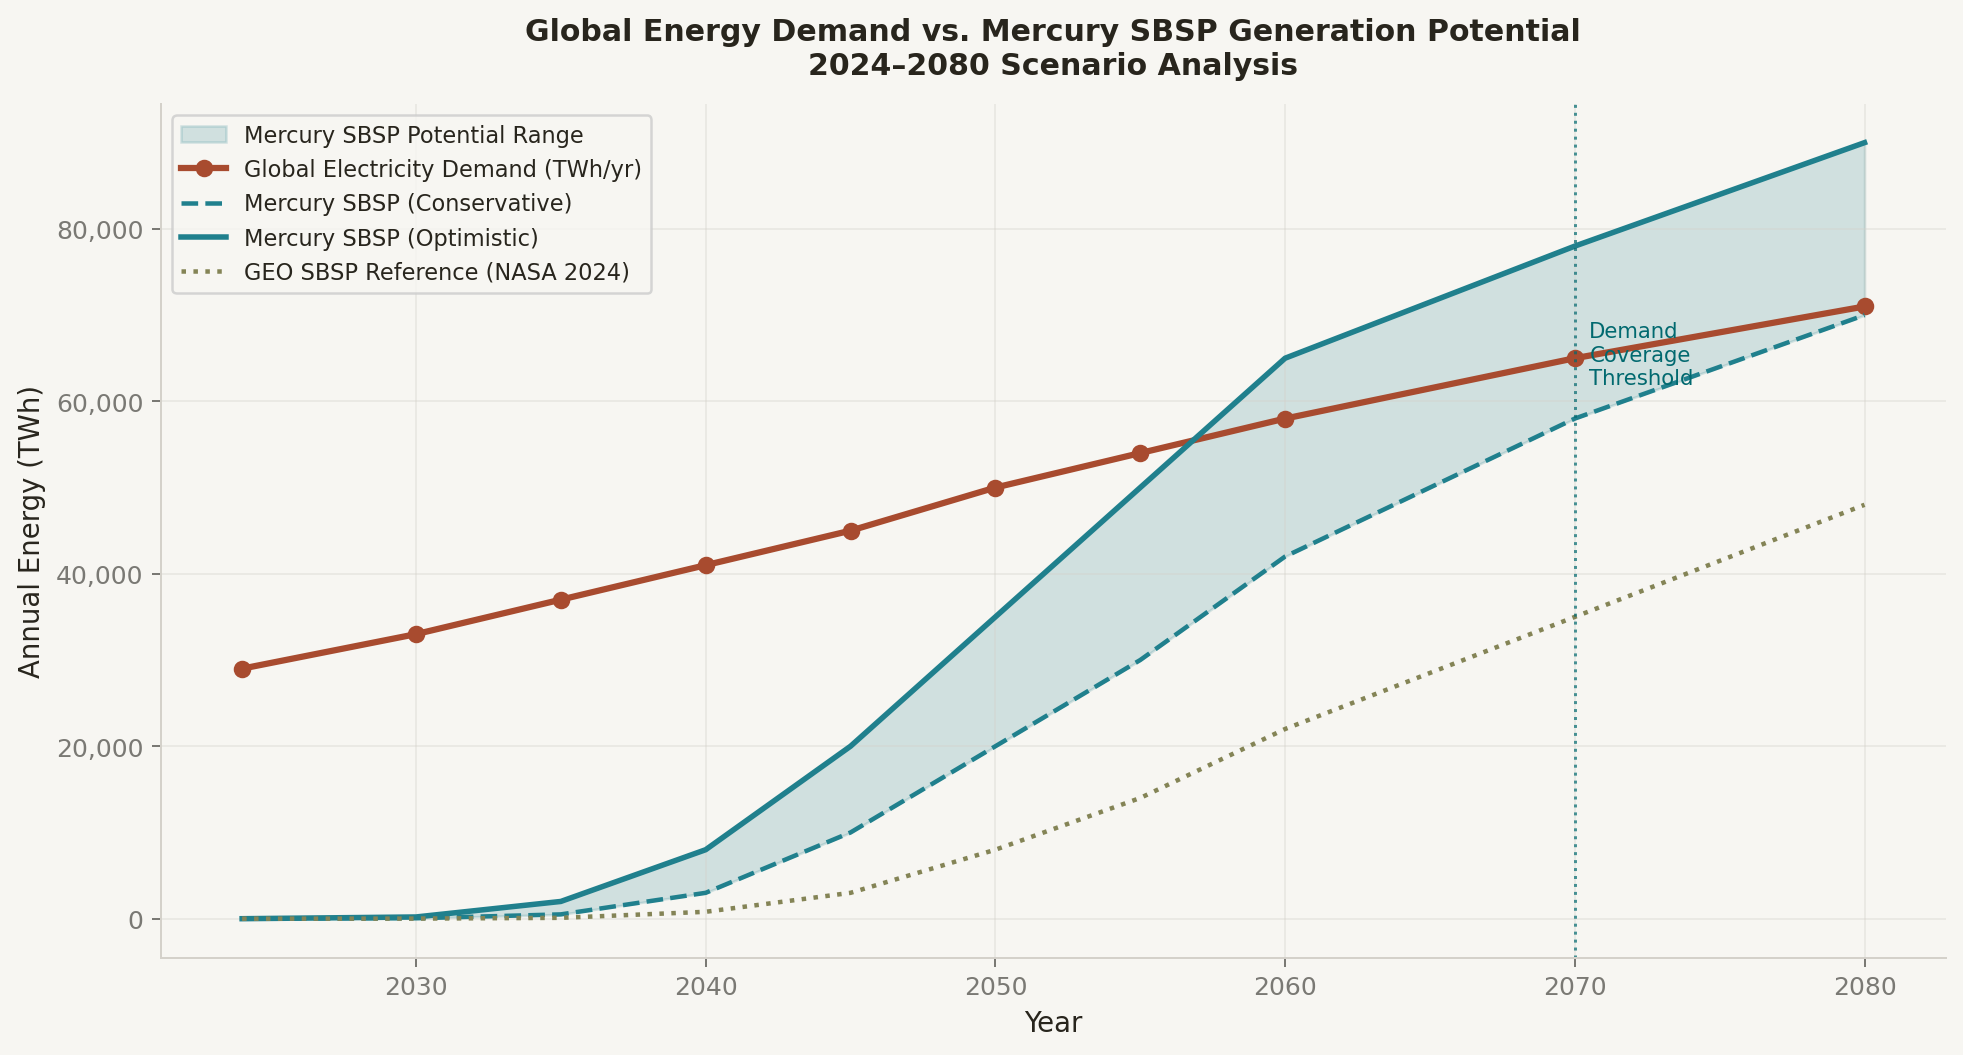 Global Energy Demand vs. Mercury SBSP Generation Potential
2024–2080 Scenario Analysis
Mercury SBSP Potential Range
Global Electricity Demand (TWh/yr)
Mercury SBSP (Conservative)
Mercury SBSP (Optimistic)
GEO SBSP Reference (NASA 2024)
Annual Energy (TWh)
80,000
60,000
40,000
20,000
0
Demand
Coverage
Threshold
2030
2040
2050
2060
2070
2080
Year